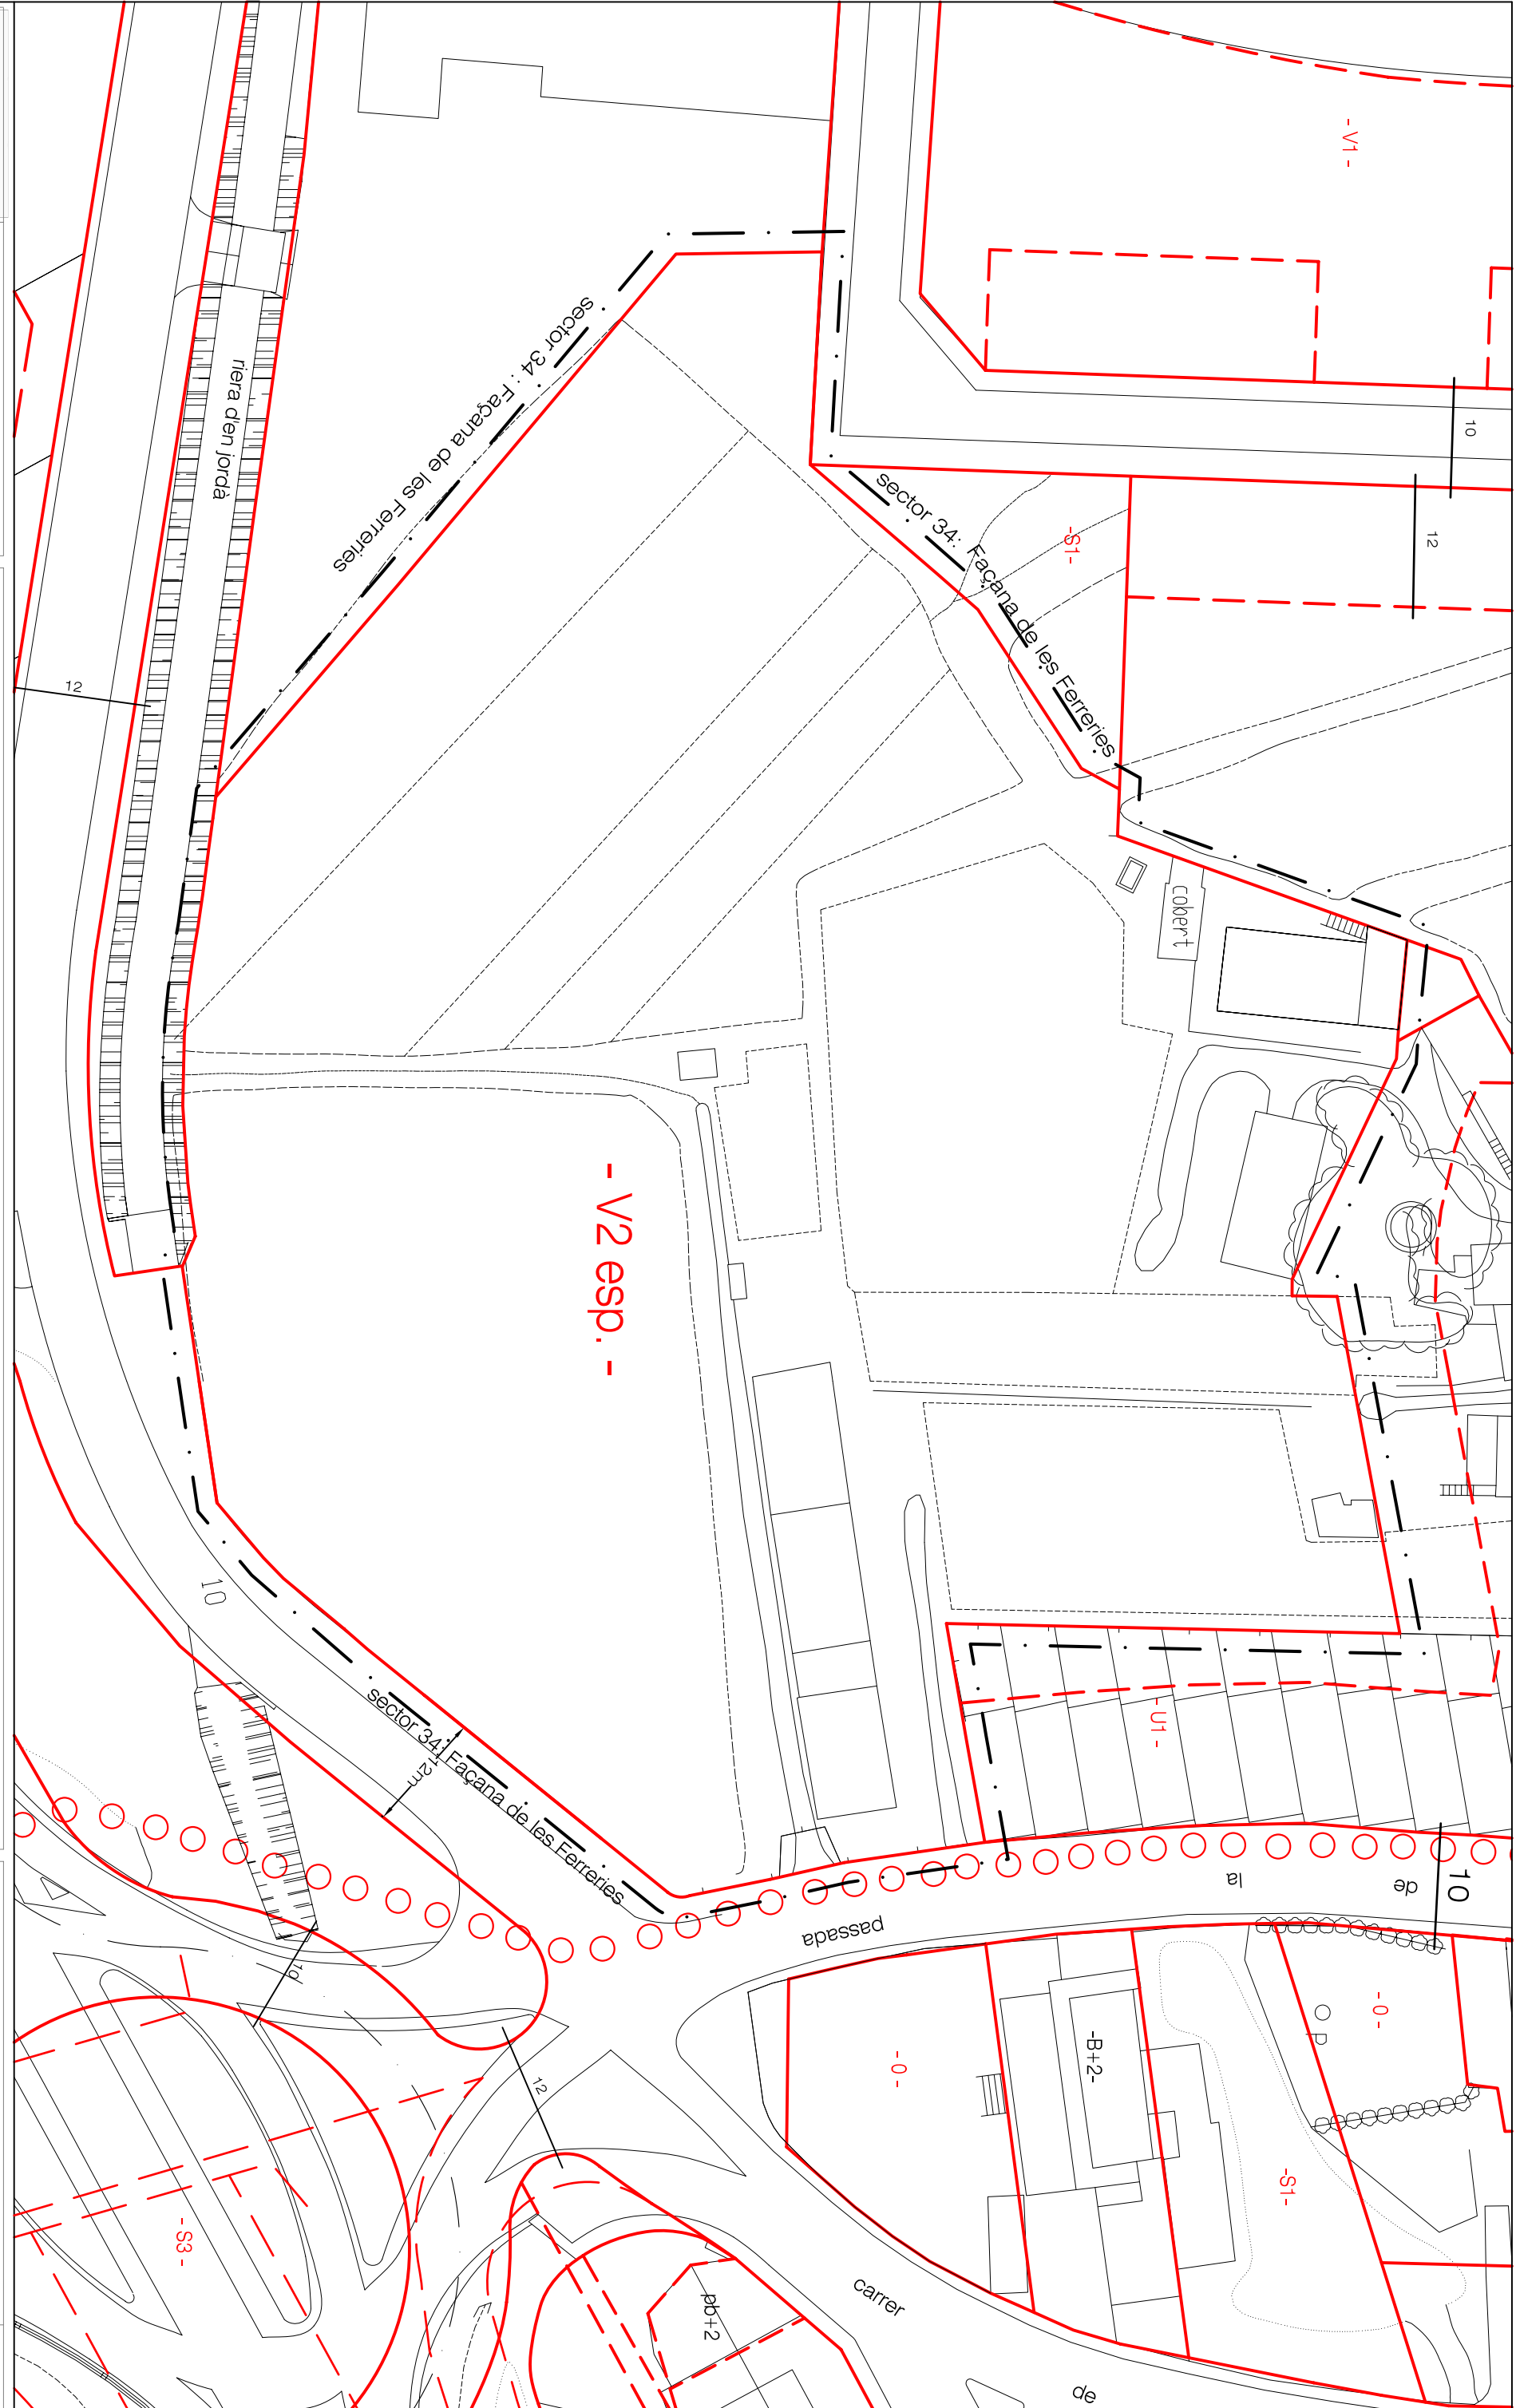 - V1 -
10
12
sector 34: Façana de les Ferreries
-S1-
sector 34 : Façana de les Ferreries
riera d'en jordà
12
cobert
- V2 esp. -
10
sector 34: Façana de les Ferreries
12m
- U1 -
10
passada
la
de
- 0 -
- 0 -
-B+2-
-S1-
10
12
- S3 -
pb+2
carrer
de